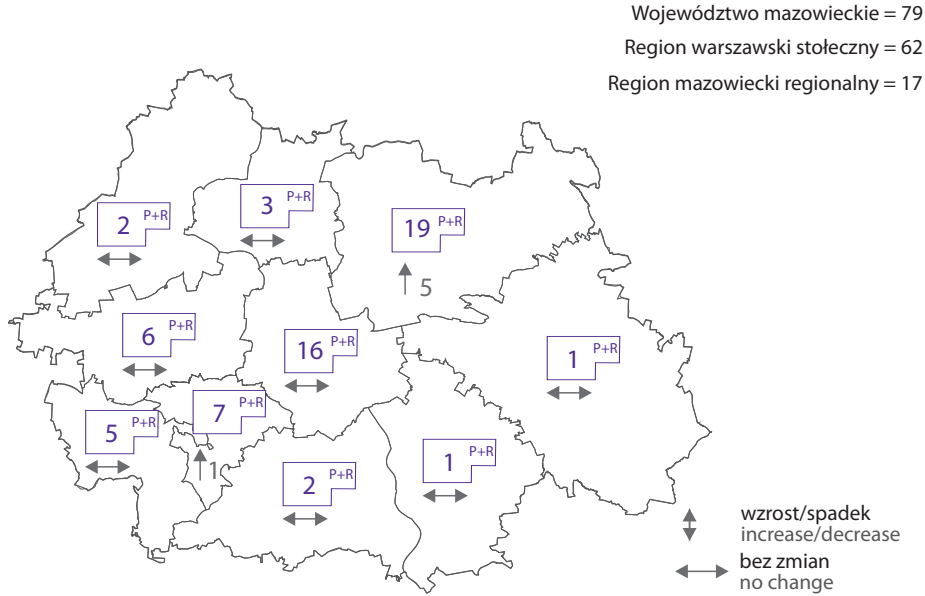 Województwo mazowieckie = 79
Region warszawski stołeczny = 62
Region mazowiecki regionalny = 17
2 P+R
3 P+R
19 P+R
5
6 P+R
16 P+R
1 P+R
7 P+R
1
5 P+R
2 P+R
1 P+R
wzrost/spadek
increase/decrease
bez zmian
no change